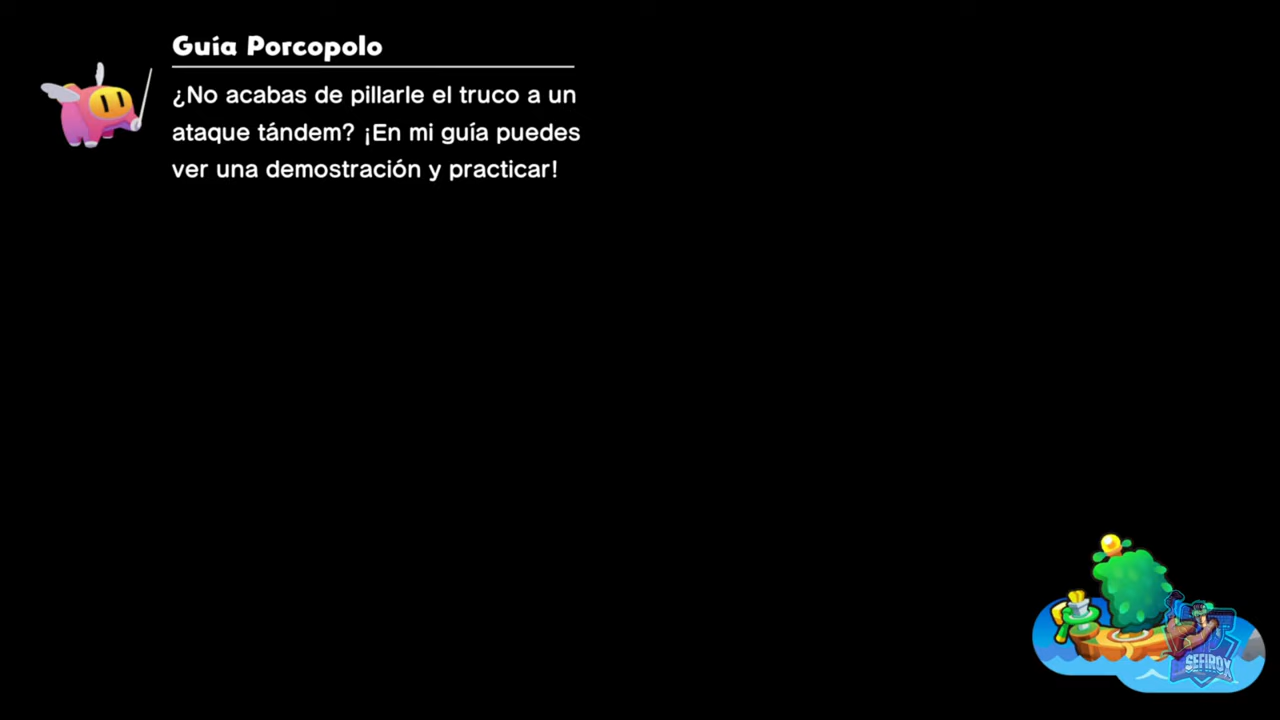 Guía Porcopolo
¿No acabas de pillarle el truco a un
ataque tándem? ¡En mi guía puedes
ver una demostración y practicar!
SEFIROX